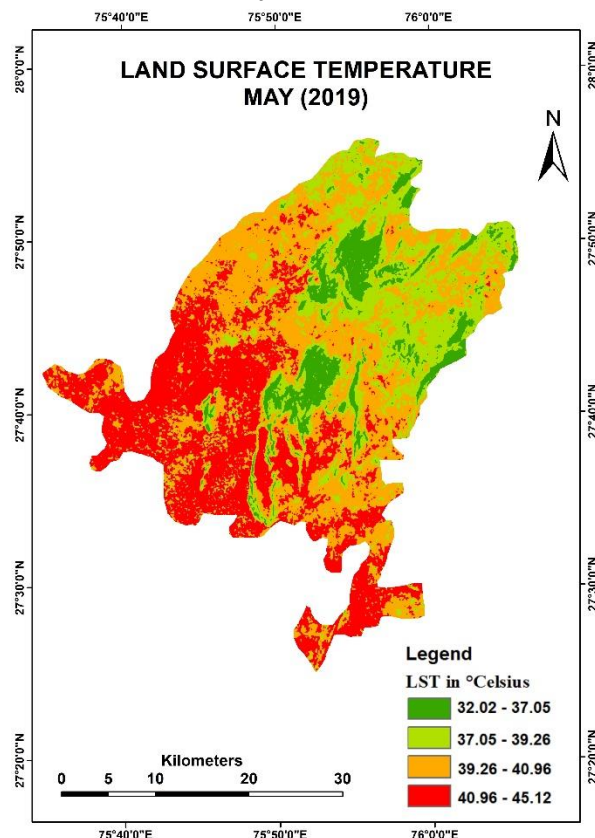 75°40'0"E 75°50'0"E 76°0'0"E
LAND SURFACE TEMPERATURE
MAY (2019)
N
28°0'0"N 28°0'0"N
27°50'0"N 27°50'0"N
27°40'0"N 27°40'0"N
27°30'0"N 27°30'0"N
27°20'0"N 27°20'0"N
Legend
LST in °Celsius
32.02 - 37.05
37.05 - 39.26
39.26 - 40.96
40.96 - 45.12
Kilometers
0 5 10 20 30
75°40'0"E 75°50'0"E 76°0'0"E